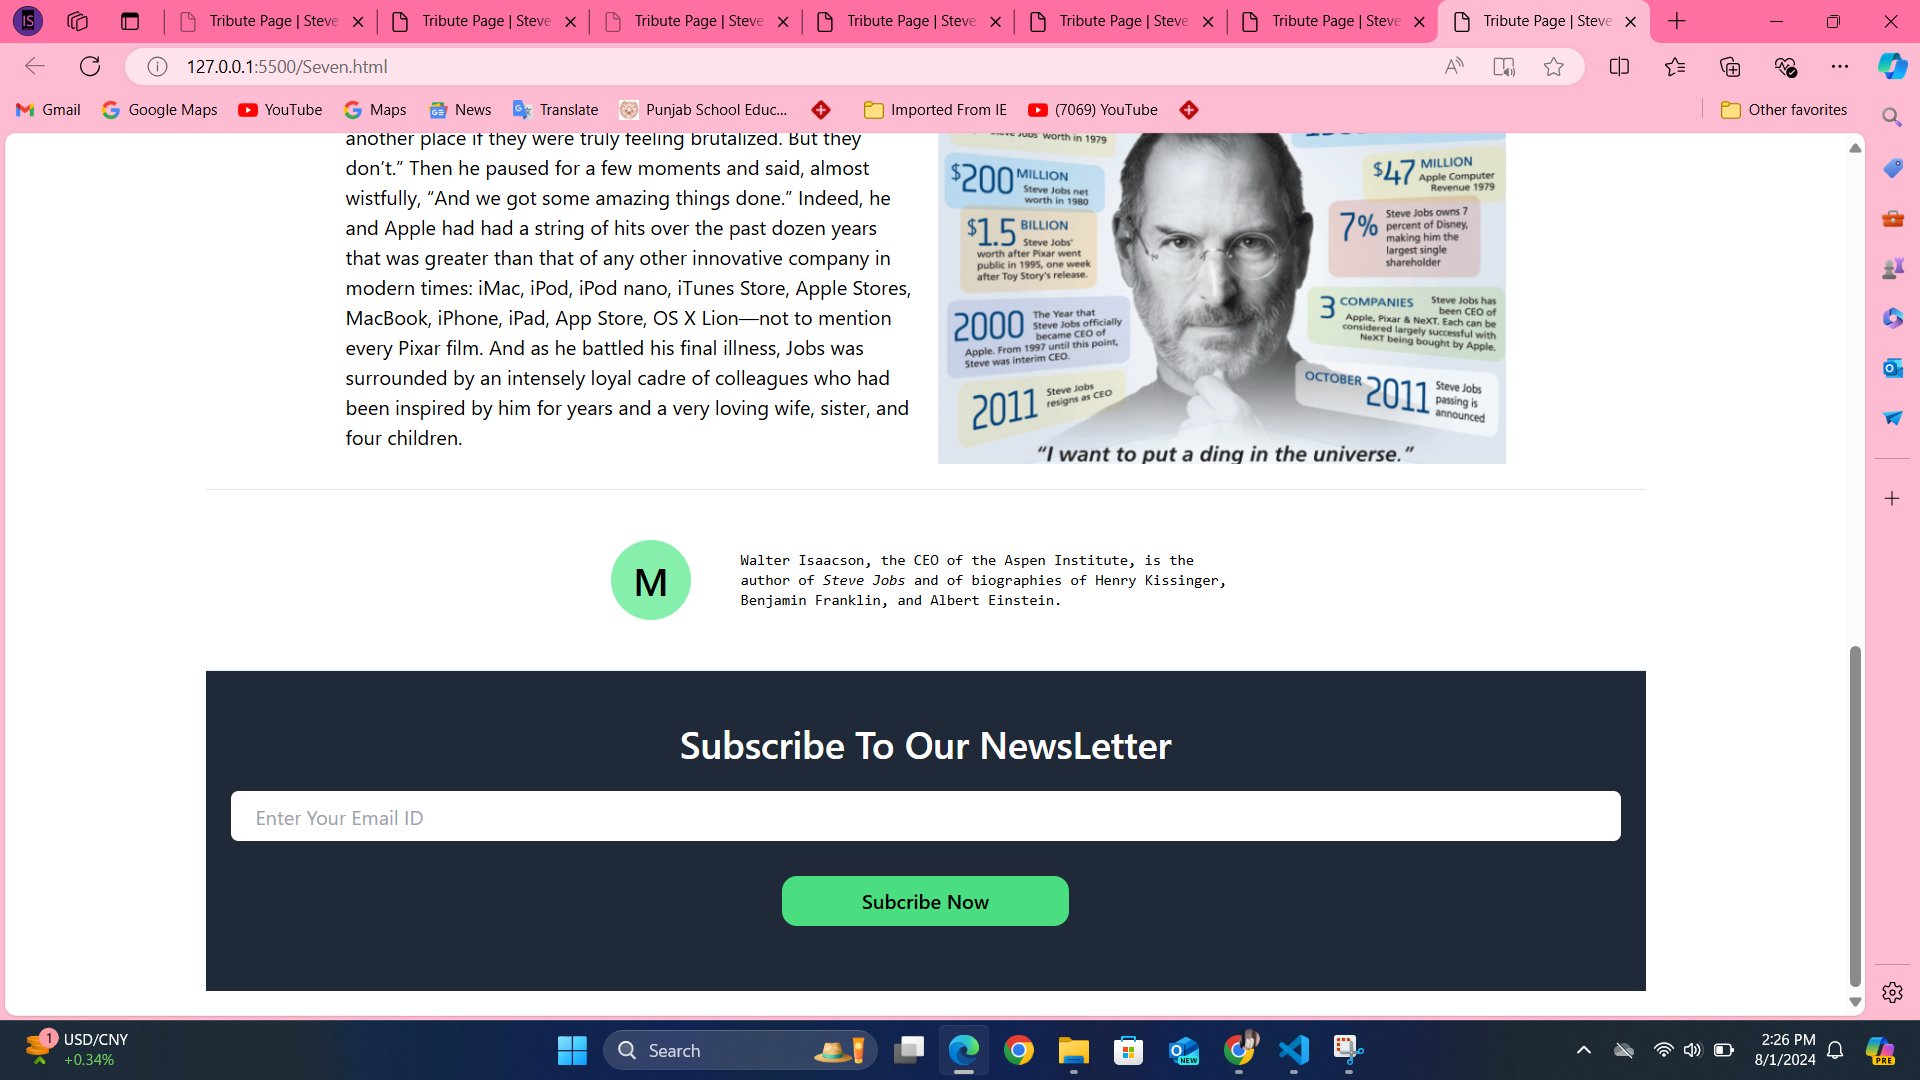 IS
Tribute Page | Steve
Tribute Page | Steve
Tribute Page | Steve
Tribute Page | Steve
Tribute Page | Steve
Tribute Page | Steve
Tribute Page | Steve
127.0.0.1:5500/Seven.html
Gmail
Google Maps
YouTube
Maps
News
Translate
Punjab School Educ...
Imported From IE
(7069) YouTube
Other favorites
another place if they were truly feeling brutalized. But they
don’t.” Then he paused for a few moments and said, almost
wistfully, “And we got some amazing things done.” Indeed, he
and Apple had had a string of hits over the past dozen years
that was greater than that of any other innovative company in
modern times: iMac, iPod, iPod nano, iTunes Store, Apple Stores,
MacBook, iPhone, iPad, App Store, OS X Lion—not to mention
every Pixar film. And as he battled his final illness, Jobs was
surrounded by an intensely loyal cadre of colleagues who had
been inspired by him for years and a very loving wife, sister, and
four children.
Steve Jobs' worth in 1979
$200 MILLION
Steve Jobs net
worth in 1980
$1.5 BILLION
Steve Jobs'
worth after Pixar went
public in 1995, one week
after Toy Story's release.
2000 The Year that
Steve Jobs officially
became CEO of
Apple. From 1997 until this point,
Steve was interim CEO.
2011 Steve Jobs
resigns as CEO
$47 MILLION
Apple Computer
Revenue 1979
7% Steve Jobs owns 7
percent of Disney,
making him the
largest single
shareholder
3 COMPANIES Steve Jobs has
been CEO of
Apple, Pixar & NeXT. Each can be
considered largely successful with
NeXT being bought by Apple.
OCTOBER 2011 Steve Jobs
passing is
announced
“I want to put a ding in the universe.”
M
Walter Isaacson, the CEO of the Aspen Institute, is the
author of Steve Jobs and of biographies of Henry Kissinger,
Benjamin Franklin, and Albert Einstein.
Subscribe To Our NewsLetter
Enter Your Email ID
Subcribe Now
1
USD/CNY
+0.34%
Search
NEW
2:26 PM
8/1/2024
PRE